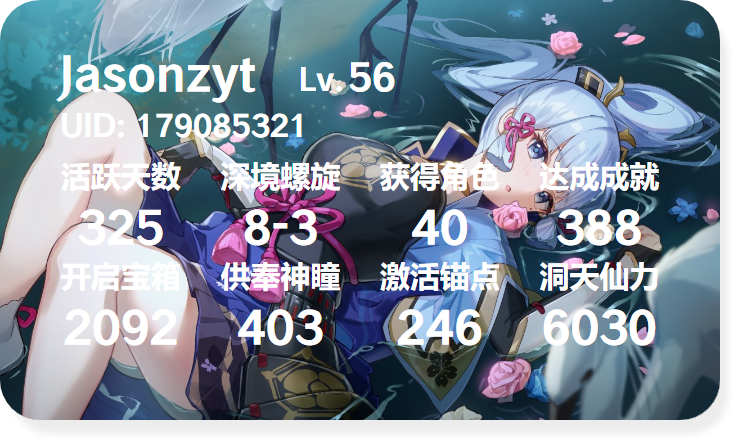 Jasonzyt Lv.56
UID: 179085321
活跃天数 深境螺旋 获得角色 达成成就
325 8-3 40 388
开启宝箱 供奉神瞳 激活锚点 洞天仙力
2092 403 246 6030